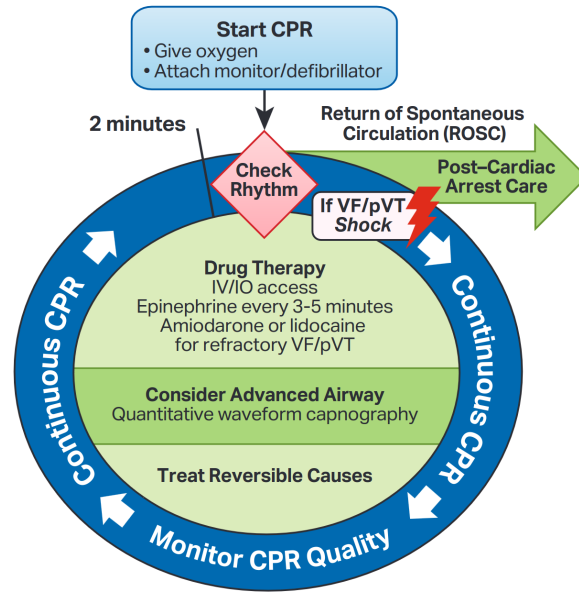 Start CPR
• Give oxygen
• Attach monitor/defibrillator
2 minutes
Return of Spontaneous
Circulation (ROSC)
Check
Rhythm
Post–Cardiac
Arrest Care
If VF/pVT
Shock
Drug Therapy
IV/IO access
Epinephrine every 3-5 minutes
Amiodarone or lidocaine
for refractory VF/pVT
Consider Advanced Airway
Quantitative waveform capnography
Treat Reversible Causes
Continuous CPR
Continuous CPR
Monitor CPR Quality